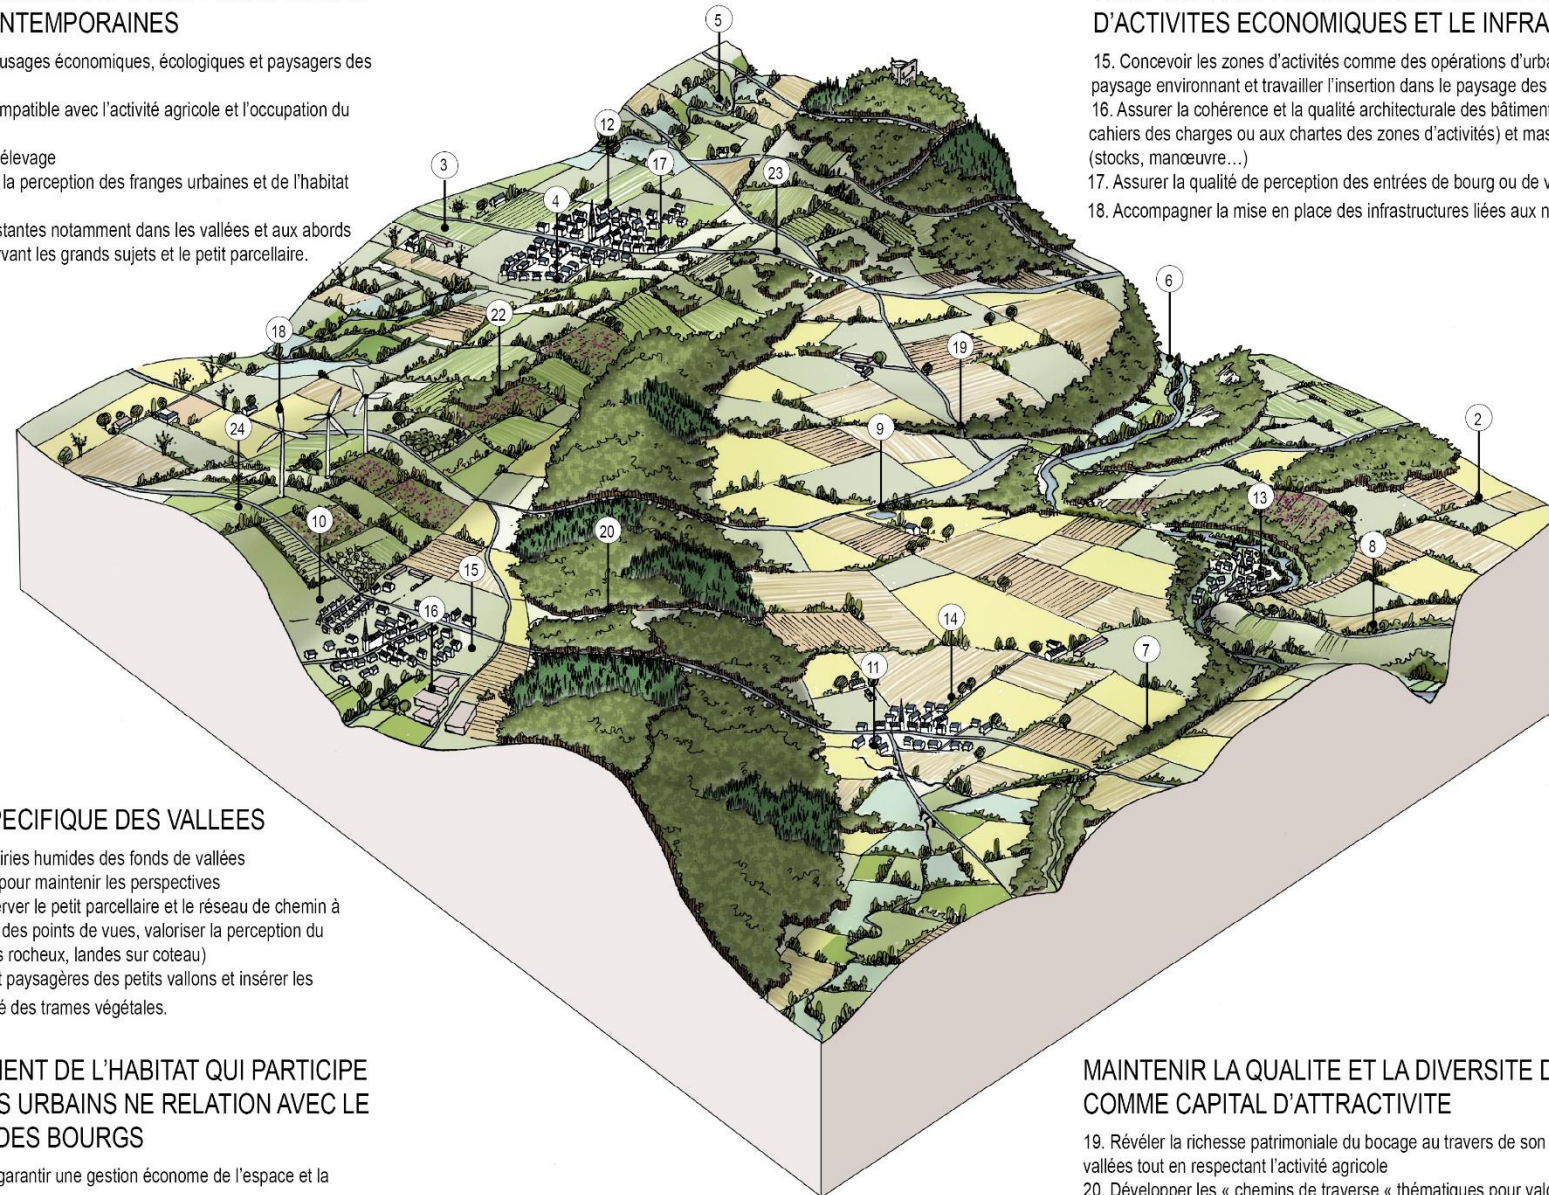 NTEMPORAINES
usages économiques, écologiques et paysagers des
mpatible avec l'activité agricole et l'occupation du
élevage
la perception des franges urbaines et de l'habitat
stantes notamment dans les vallées et aux abords
rvant les grands sujets et le petit parcellaire.
D'ACTIVITES ECONOMIQUES ET LE INFRA
15. Concevoir les zones d'activités comme des opérations d'urba
paysage environnant et travailler l'insertion dans le paysage des
16. Assurer la cohérence et la qualité architecturale des bâtiment
cahiers des charges ou aux chartes des zones d'activités) et mas
(stocks, manœuvre…)
17. Assurer la qualité de perception des entrées de bourg ou de v
18. Accompagner la mise en place des infrastructures liées aux n
5
12
3
17
4
23
6
22
18
19
24
9
2
10
13
20
8
15
16
14
7
11
PECIFIQUE DES VALLEES
iries humides des fonds de vallées
pour maintenir les perspectives
erver le petit parcellaire et le réseau de chemin à
des points de vues, valoriser la perception du
s rocheux, landes sur coteau)
t paysagères des petits vallons et insérer les
é des trames végétales.
MENT DE L'HABITAT QUI PARTICIPE
S URBAINS NE RELATION AVEC LE
DES BOURGS
garantir une gestion économe de l'espace et la
MAINTENIR LA QUALITE ET LA DIVERSITE D
COMME CAPITAL D'ATTRACTIVITE
19. Révéler la richesse patrimoniale du bocage au travers de son
vallées tout en respectant l'activité agricole
20. Développer les « chemins de traverse « thématiques pour valo